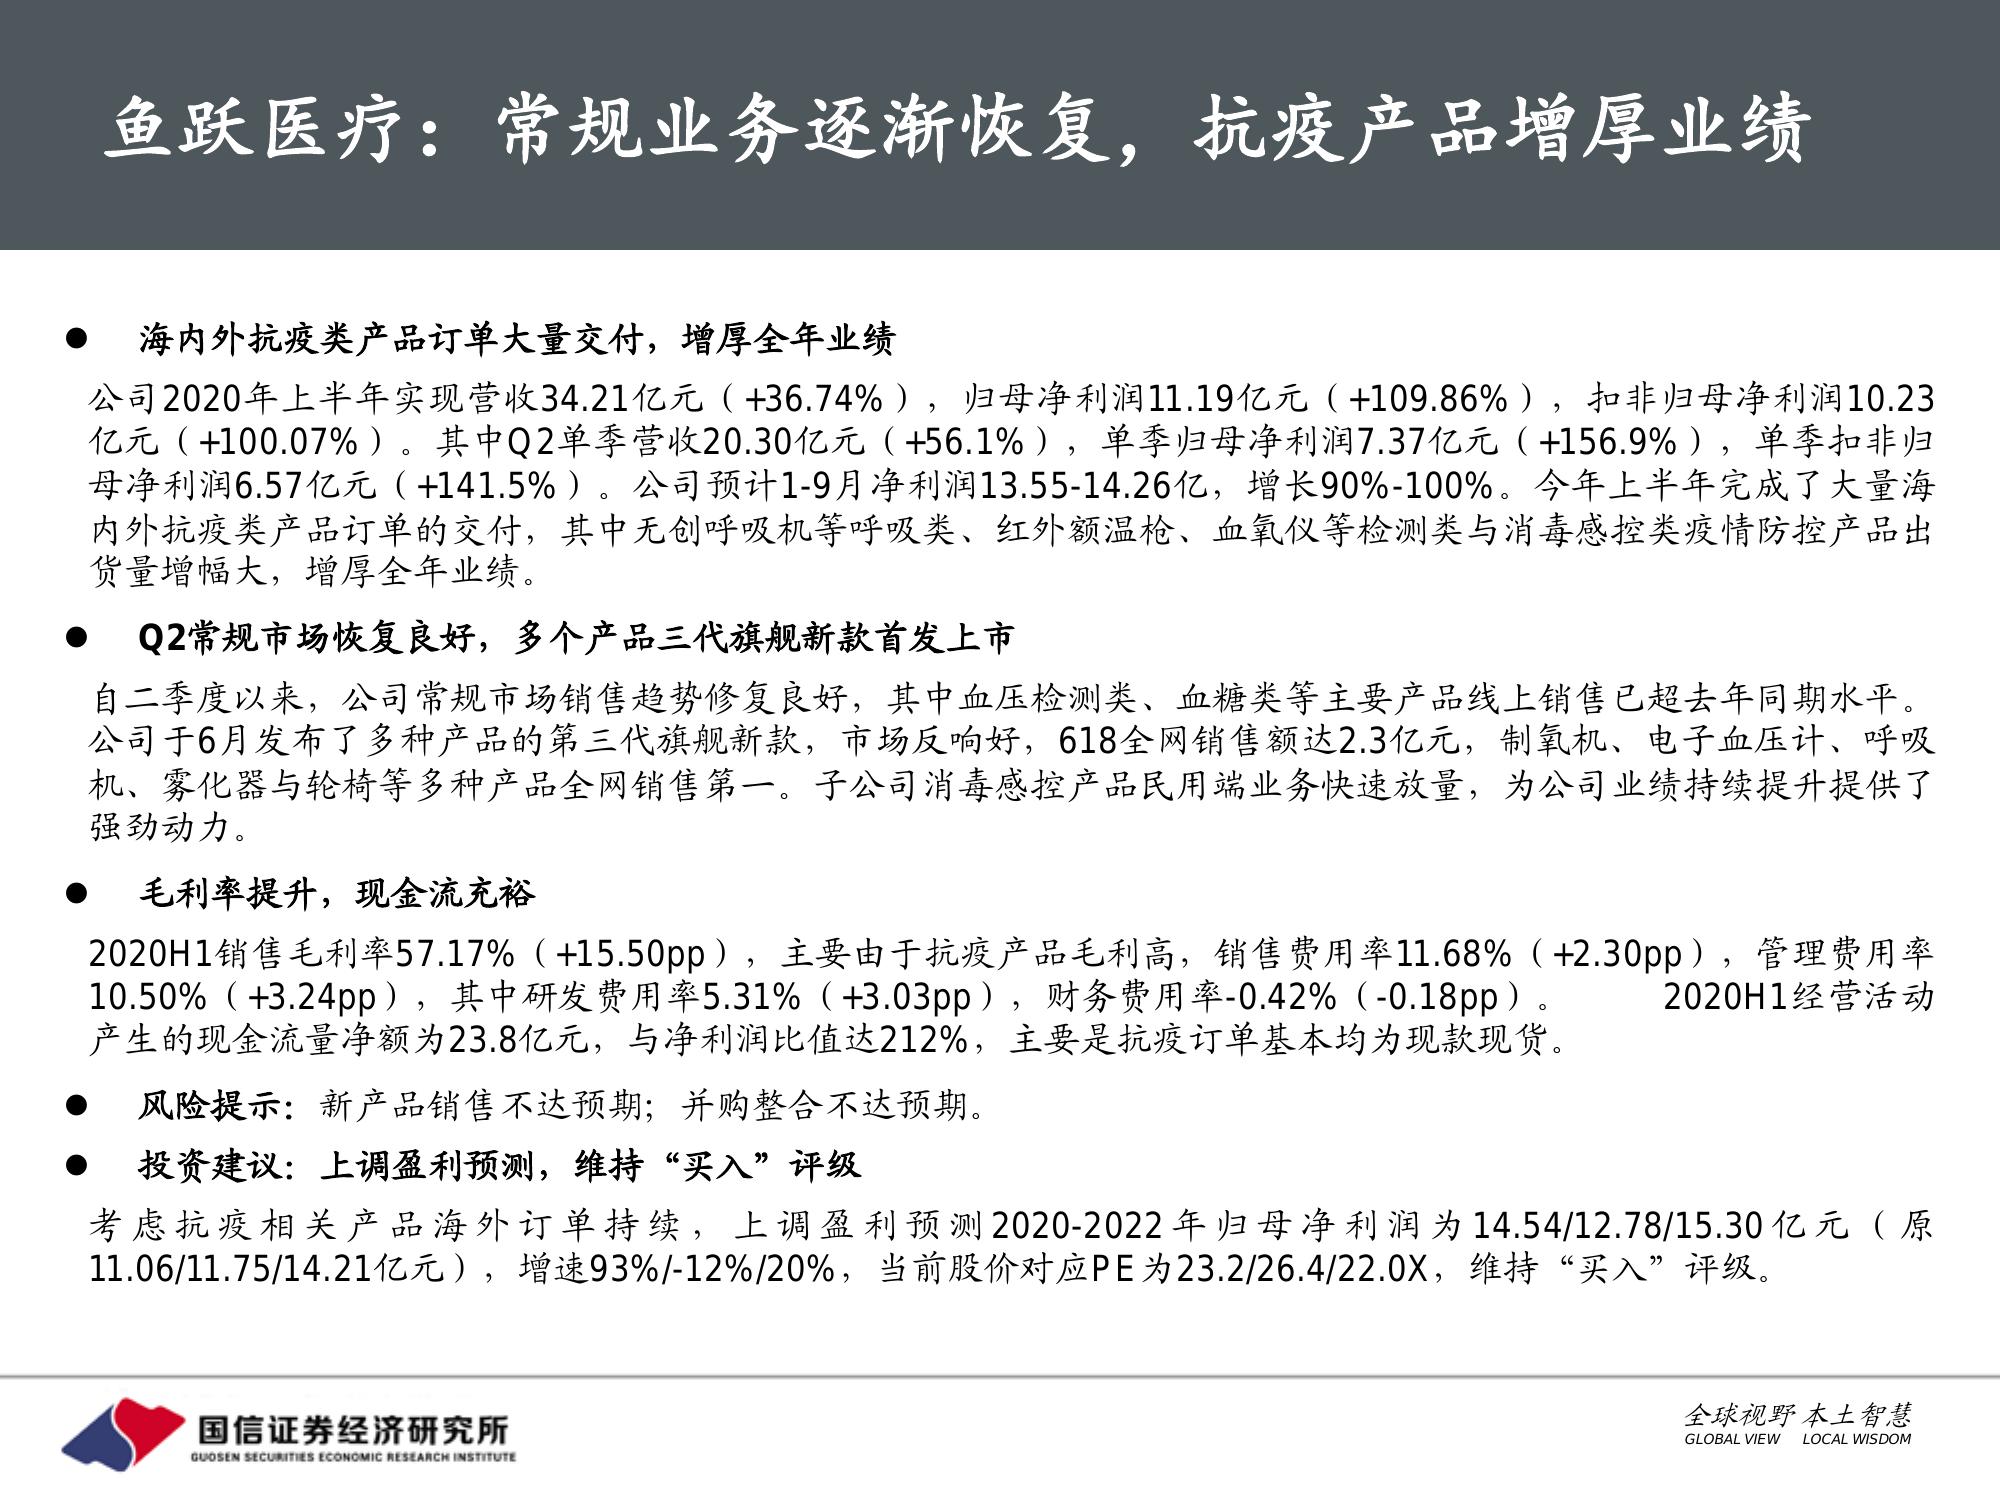 鱼跃医疗：常规业务逐渐恢复，抗疫产品增厚业绩
● 海内外抗疫类产品订单大量交付，增厚全年业绩
公司2020年上半年实现营收34.21亿元（+36.74%），归母净利润11.19亿元（+109.86%），扣非归母净利润10.23
亿元（+100.07%）。其中Q2单季营收20.30亿元（+56.1%），单季归母净利润7.37亿元（+156.9%），单季扣非归
母净利润6.57亿元（+141.5%）。公司预计1-9月净利润13.55-14.26亿，增长90%-100%。今年上半年完成了大量海
内外抗疫类产品订单的交付，其中无创呼吸机等呼吸类、红外额温枪、血氧仪等检测类与消毒感控类疫情防控产品出
货量增幅大，增厚全年业绩。
● Q2常规市场恢复良好，多个产品三代旗舰新款首发上市
自二季度以来，公司常规市场销售趋势修复良好，其中血压检测类、血糖类等主要产品线上销售已超去年同期水平。
公司于6月发布了多种产品的第三代旗舰新款，市场反响好，618全网销售额达2.3亿元，制氧机、电子血压计、呼吸
机、雾化器与轮椅等多种产品全网销售第一。子公司消毒感控产品民用端业务快速放量，为公司业绩持续提升提供了
强劲动力。
● 毛利率提升，现金流充裕
2020H1销售毛利率57.17%（+15.50pp），主要由于抗疫产品毛利高，销售费用率11.68%（+2.30pp），管理费用率
10.50%（+3.24pp），其中研发费用率5.31%（+3.03pp），财务费用率-0.42%（-0.18pp）。 2020H1经营活动
产生的现金流量净额为23.8亿元，与净利润比值达212%，主要是抗疫订单基本均为现款现货。
● 风险提示：新产品销售不达预期；并购整合不达预期。
● 投资建议：上调盈利预测，维持“买入”评级
考虑抗疫相关产品海外订单持续，上调盈利预测2020-2022年归母净利润为14.54/12.78/15.30亿元（原
11.06/11.75/14.21亿元），增速93%/-12%/20%，当前股价对应PE为23.2/26.4/22.0X，维持“买入”评级。
国信证券经济研究所
GUOSEN SECURITIES ECONOMIC RESEARCH INSTITUTE
全球视野 本土智慧
GLOBAL VIEW LOCAL WISDOM